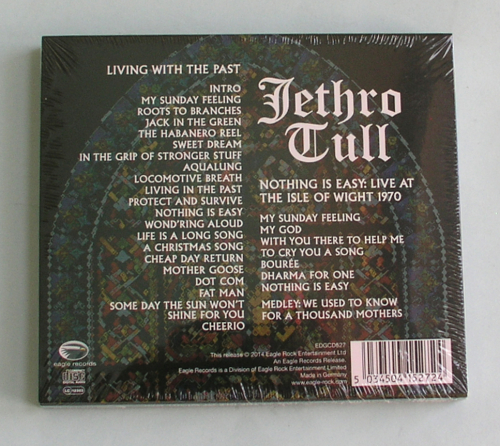 LIVING WITH THE PAST
INTRO
MY SUNDAY FEELING
ROOTS TO BRANCHES
JACK IN THE GREEN
THE HABANERO REEL
SWEET DREAM
IN THE GRIP OF STRONGER STUFF
AQUALUNG
LOCOMOTIVE BREATH
LIVING IN THE PAST
PROTECT AND SURVIVE
NOTHING IS EASY
WOND'RING ALOUD
LIFE IS A LONG SONG
A CHRISTMAS SONG
CHEAP DAY RETURN
MOTHER GOOSE
DOT COM
FAT MAN
SOME DAY THE SUN WON'T
SHINE FOR YOU
CHEERIO
Jethro
Tull
NOTHING IS EASY: LIVE AT
THE ISLE OF WIGHT 1970
MY SUNDAY FEELING
MY GOD
WITH YOU THERE TO HELP ME
TO CRY YOU A SONG
BOURÉE
DHARMA FOR ONE
NOTHING IS EASY
MEDLEY: WE USED TO KNOW
FOR A THOUSAND MOTHERS
eagle records
EDGCD527
This release © 2014 Eagle Rock Entertainment Ltd
An Eagle Records Release.
Eagle Records is a Division of Eagle Rock Entertainment Limited
Made in Germany
www.eagle-rock.com
5 034504 152724